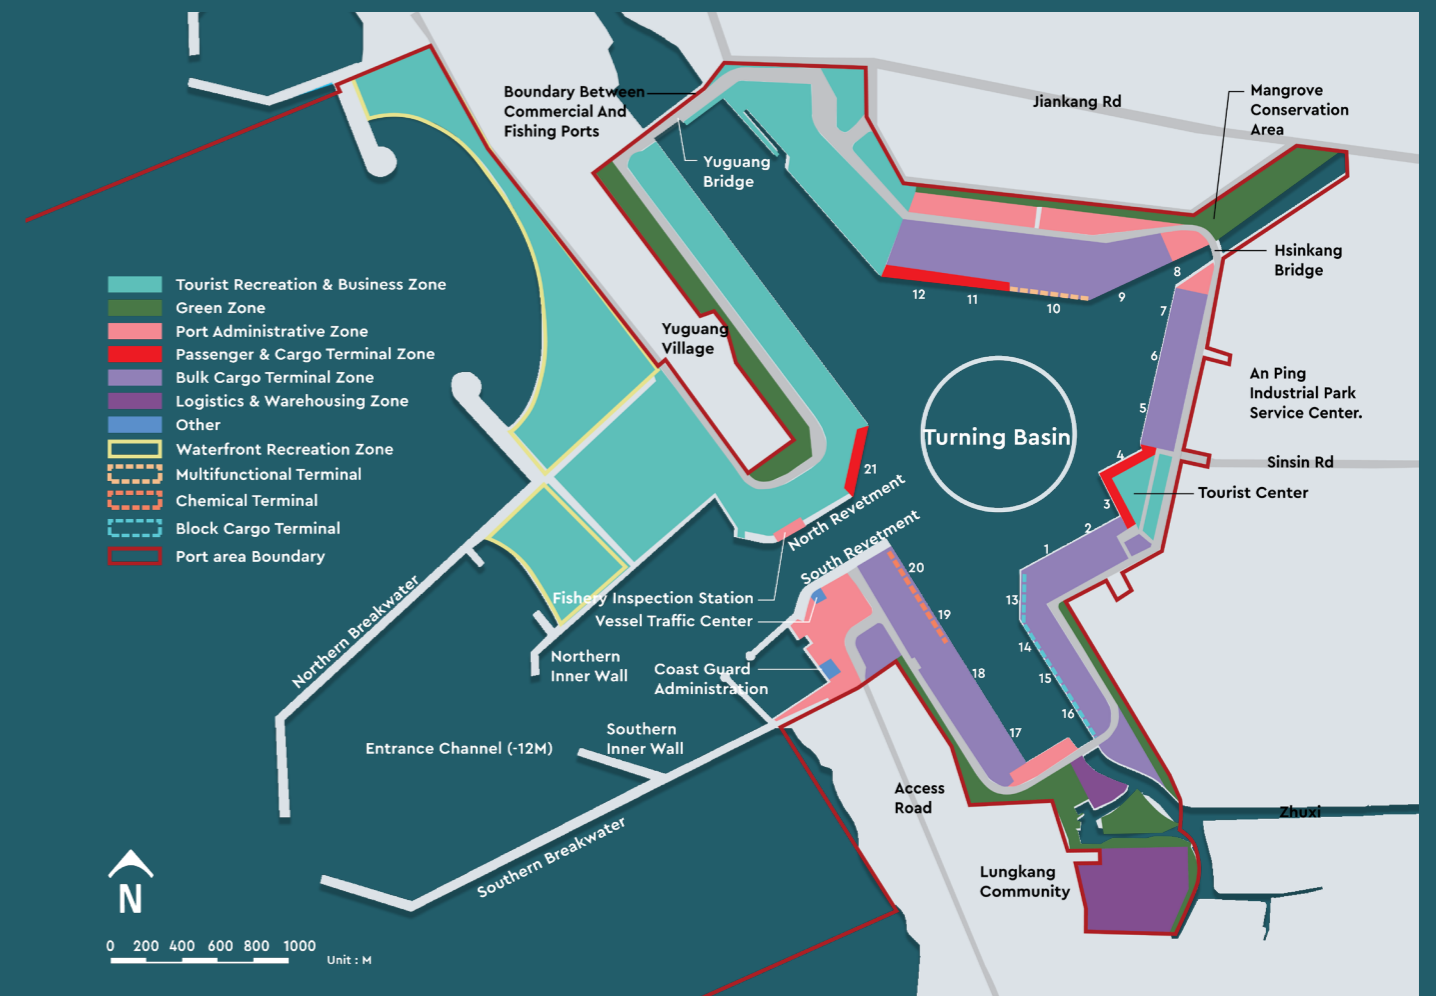 Boundary Between
Commercial And
Fishing Ports
Jiankang Rd
Mangrove
Conservation
Area
Yuguang
Bridge
Hsinkang
Bridge
Tourist Recreation & Business Zone
Green Zone
Port Administrative Zone
Passenger & Cargo Terminal Zone
Bulk Cargo Terminal Zone
Logistics & Warehousing Zone
Other
Waterfront Recreation Zone
Multifunctional Terminal
Chemical Terminal
Block Cargo Terminal
Port area Boundary
Yuguang
Village
12
11
10
9
8
7
6
5
4
3
2
1
13
14
15
16
17
18
19
20
21
An Ping
Industrial Park
Service Center.
Turning Basin
Sinsin Rd
Tourist Center
North Revetment
South Revetment
Fishery Inspection Station
Vessel Traffic Center
Coast Guard
Administration
Northern Breakwater
Northern
Inner Wall
Southern
Inner Wall
Entrance Channel (-12M)
Southern Breakwater
Access
Road
Zhuxi
Lungkang
Community
N
0 200 400 600 800 1000
Unit : M